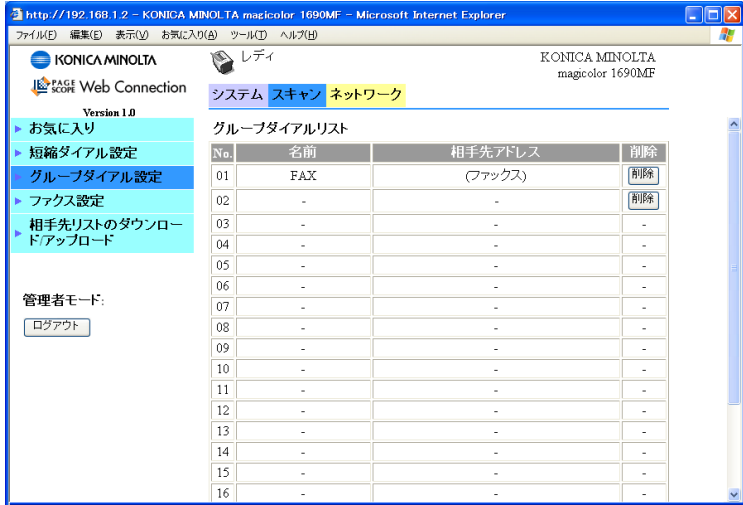 http://192.168.1.2 - KONICA MINOLTA magicolor 1690MF - Microsoft Internet Explorer
ファイル(F) 編集(E) 表示(V) お気に入り(A) ツール(T) ヘルプ(H)
KONICA MINOLTA
レディ
KONICA MINOLTA
magicolor 1690MF
PAGE SCOPE Web Connection
Version 1.0
システム スキャン ネットワーク
お気に入り
短縮ダイアル設定
グループダイアル設定
ファクス設定
相手先リストのダウンロー
ド/アップロード
管理者モード:
ログアウト
グループダイアルリスト
No. 名前 相手先アドレス 削除
01 FAX (ファックス) 削除
02 - - 削除
03 - - -
04 - - -
05 - - -
06 - - -
07 - - -
08 - - -
09 - - -
10 - - -
11 - - -
12 - - -
13 - - -
14 - - -
15 - - -
16 - - -